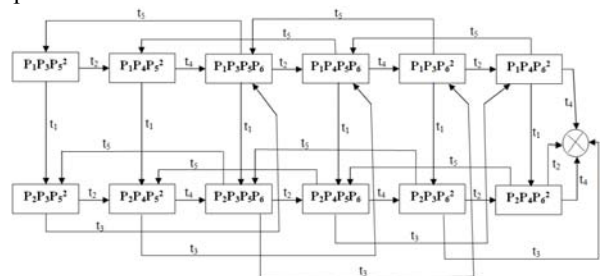 t₅ t₅ t₅ t₅
P₁P₃P₅² t₂ P₁P₄P₅² t₄ P₁P₃P₅P₆ t₂ P₁P₄P₅P₆ t₄ P₁P₃P₆² t₂ P₁P₄P₆²
t₄
t₁ t₁ t₁ t₁ t₁
t₅ t₅ t₅ t₅ t₂ t₄
P₂P₃P₅² t₂ P₂P₄P₅² t₄ P₂P₃P₅P₆ t₂ P₂P₄P₅P₆ t₄ P₂P₃P₆² t₂ P₂P₄P₆²
t₃ t₃ t₃ t₃
t₃